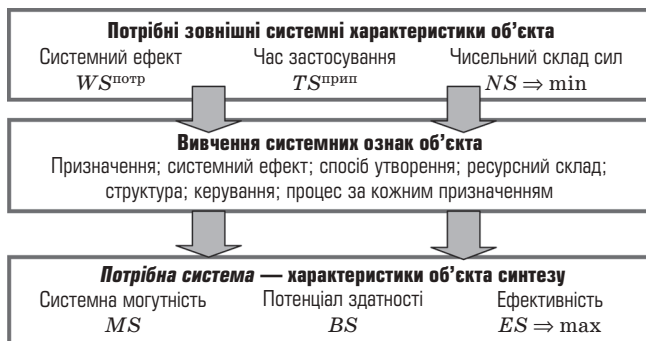 Потрібні зовнішні системні характеристики об’єкта
Системний ефект Час застосування Чисельний склад сил
WSᵖᵒᵗʳ TSᵖʳⁱᵖ NS ⇒ min
Вивчення системних ознак об’єкта
Призначення; системний ефект; спосіб утворення; ресурсний склад;
структура; керування; процес за кожним призначенням
Потрібна система — характеристики об’єкта синтезу
Системна могутність Потенціал здатності Ефективність
MS BS ES ⇒ max